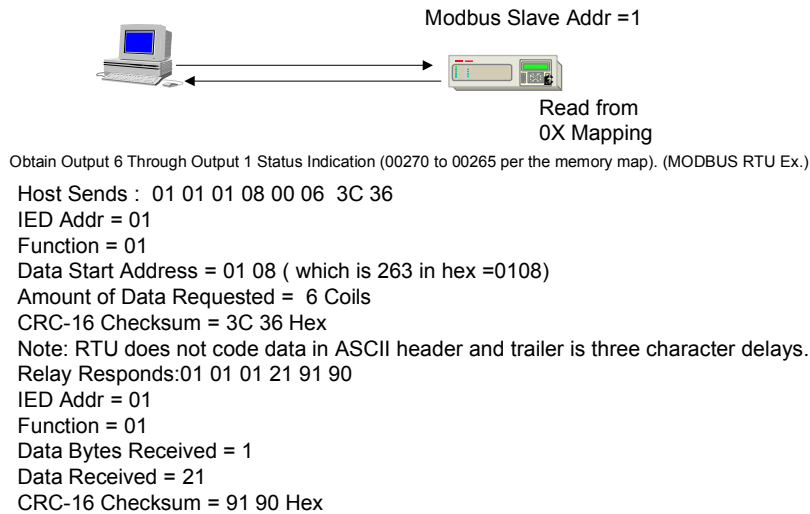 Modbus Slave Addr =1
Read from
0X Mapping
Obtain Output 6 Through Output 1 Status Indication (00270 to 00265 per the memory map). (MODBUS RTU Ex.)
Host Sends : 01 01 01 08 00 06 3C 36
IED Addr = 01
Function = 01
Data Start Address = 01 08 ( which is 263 in hex =0108)
Amount of Data Requested = 6 Coils
CRC-16 Checksum = 3C 36 Hex
Note: RTU does not code data in ASCII header and trailer is three character delays.
Relay Responds:01 01 01 21 91 90
IED Addr = 01
Function = 01
Data Bytes Received = 1
Data Received = 21
CRC-16 Checksum = 91 90 Hex